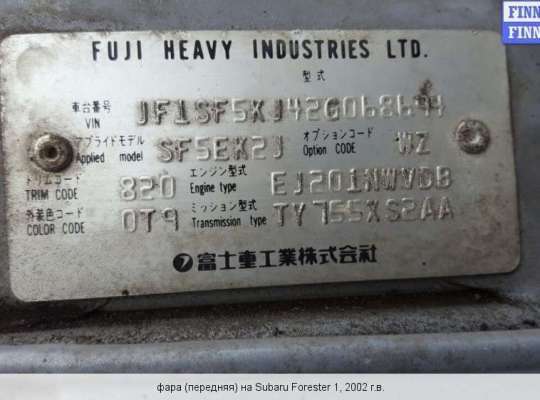 FINN
FINN
FUJI HEAVY INDUSTRIES LTD.
型式
車台番号 VIN JF1SF5KJ42G068694
アプライドモデル オプションコード
Applied model SF5EK2J Option CODE WZ
トリムコード エンジン型式
TRIM CODE 820 Engine type EJ201NWVDB
外装色コード ミッション型式
COLOR CODE 0T9 Transmission type TY755XS2AA
富士重工業株式会社
фара (передняя) на Subaru Forester 1, 2002 г.в.